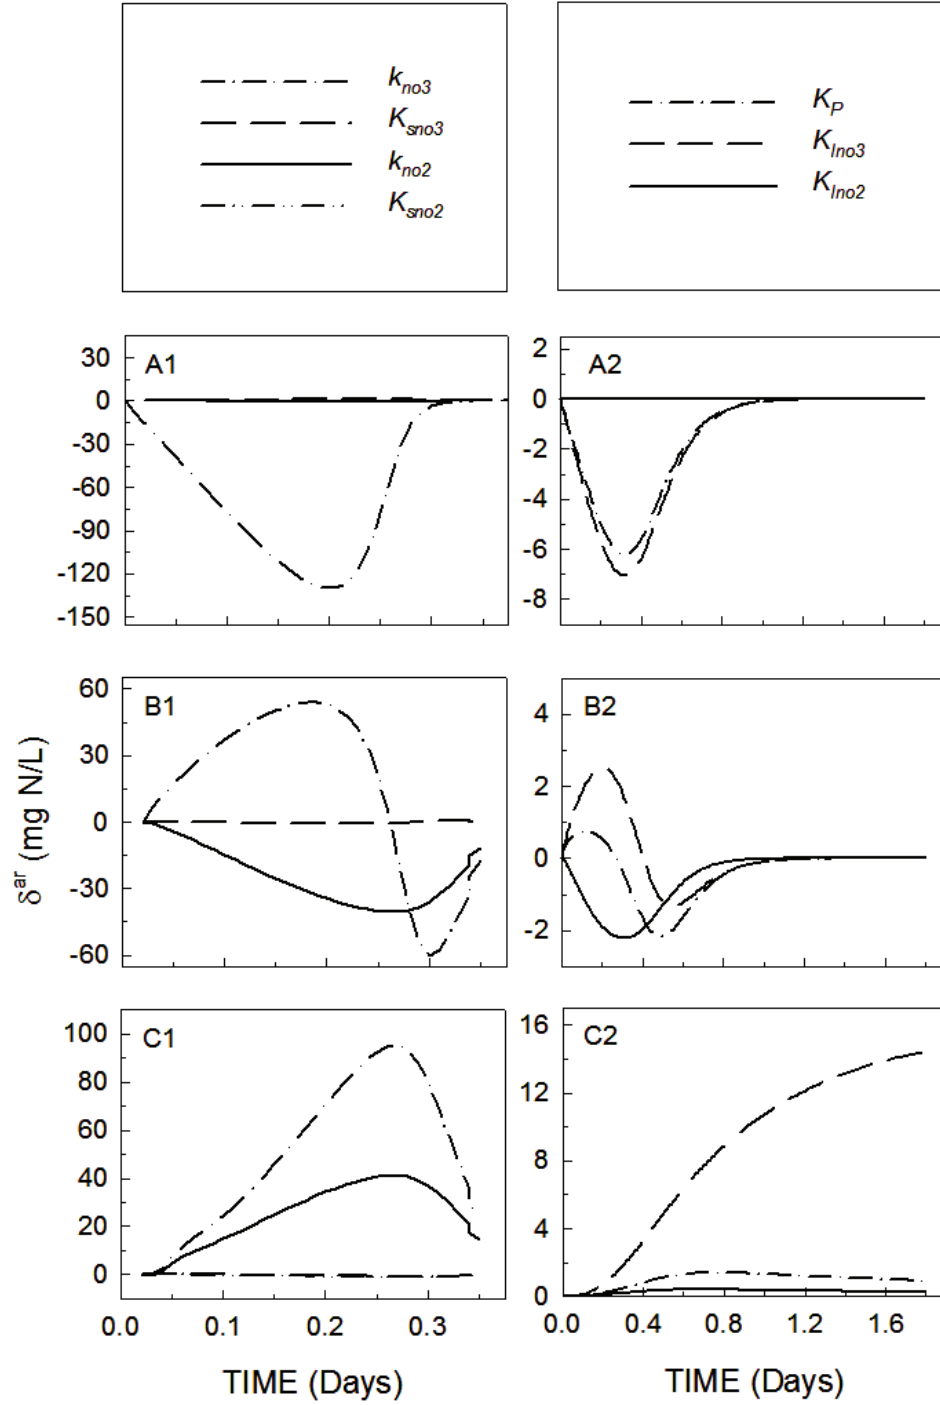 k_no3
K_sno3
k_no2
K_sno2
K_P
K_Ino3
K_Ino2
A1
30
0
-30
-60
-90
-120
-150
A2
2
0
-2
-4
-6
-8
δ^ar (mg N/L)
B1
60
30
0
-30
-60
B2
4
2
0
-2
C1
100
80
60
40
20
0
0.0
0.2
0.3
TIME (Days)
C2
16
12
8
4
0
0.0
0.4
0.8
1.2
1.6
TIME (Days)